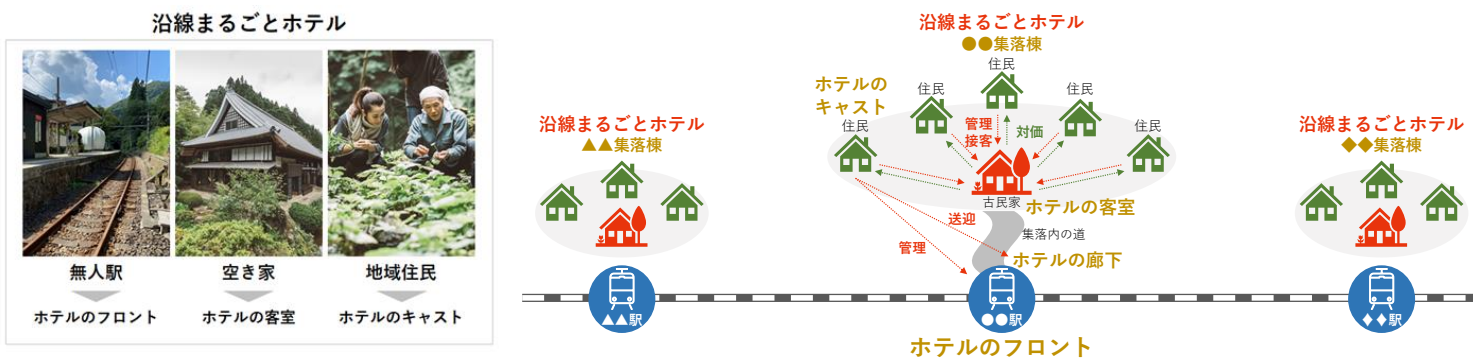 沿線まるごとホテル
無人駅
空き家
地域住民
ホテルのフロント
ホテルの客室
ホテルのキャスト
沿線まるごとホテル
▲▲集落棟
▲▲駅
沿線まるごとホテル
●●集落棟
住民
ホテルの
キャスト
住民
住民
住民
住民
管理
接客
対価
古民家
ホテルの客室
送迎
管理
集落内の道
ホテルの廊下
●●駅
ホテルのフロント
沿線まるごとホテル
◆◆集落棟
♦♦駅